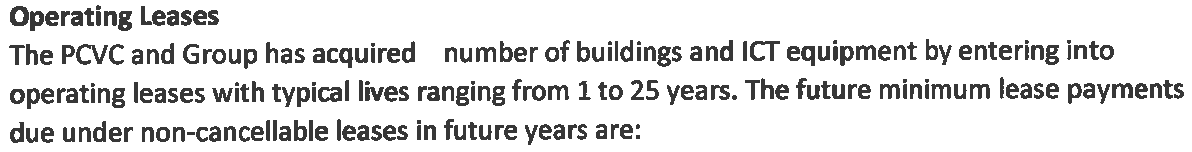 Operating Leases
The PCVC and Group has acquired number of buildings and ICT equipment by entering into
operating leases with typical lives ranging from 1 to 25 years. The future minimum lease payments
due under non-cancellable leases in future years are: